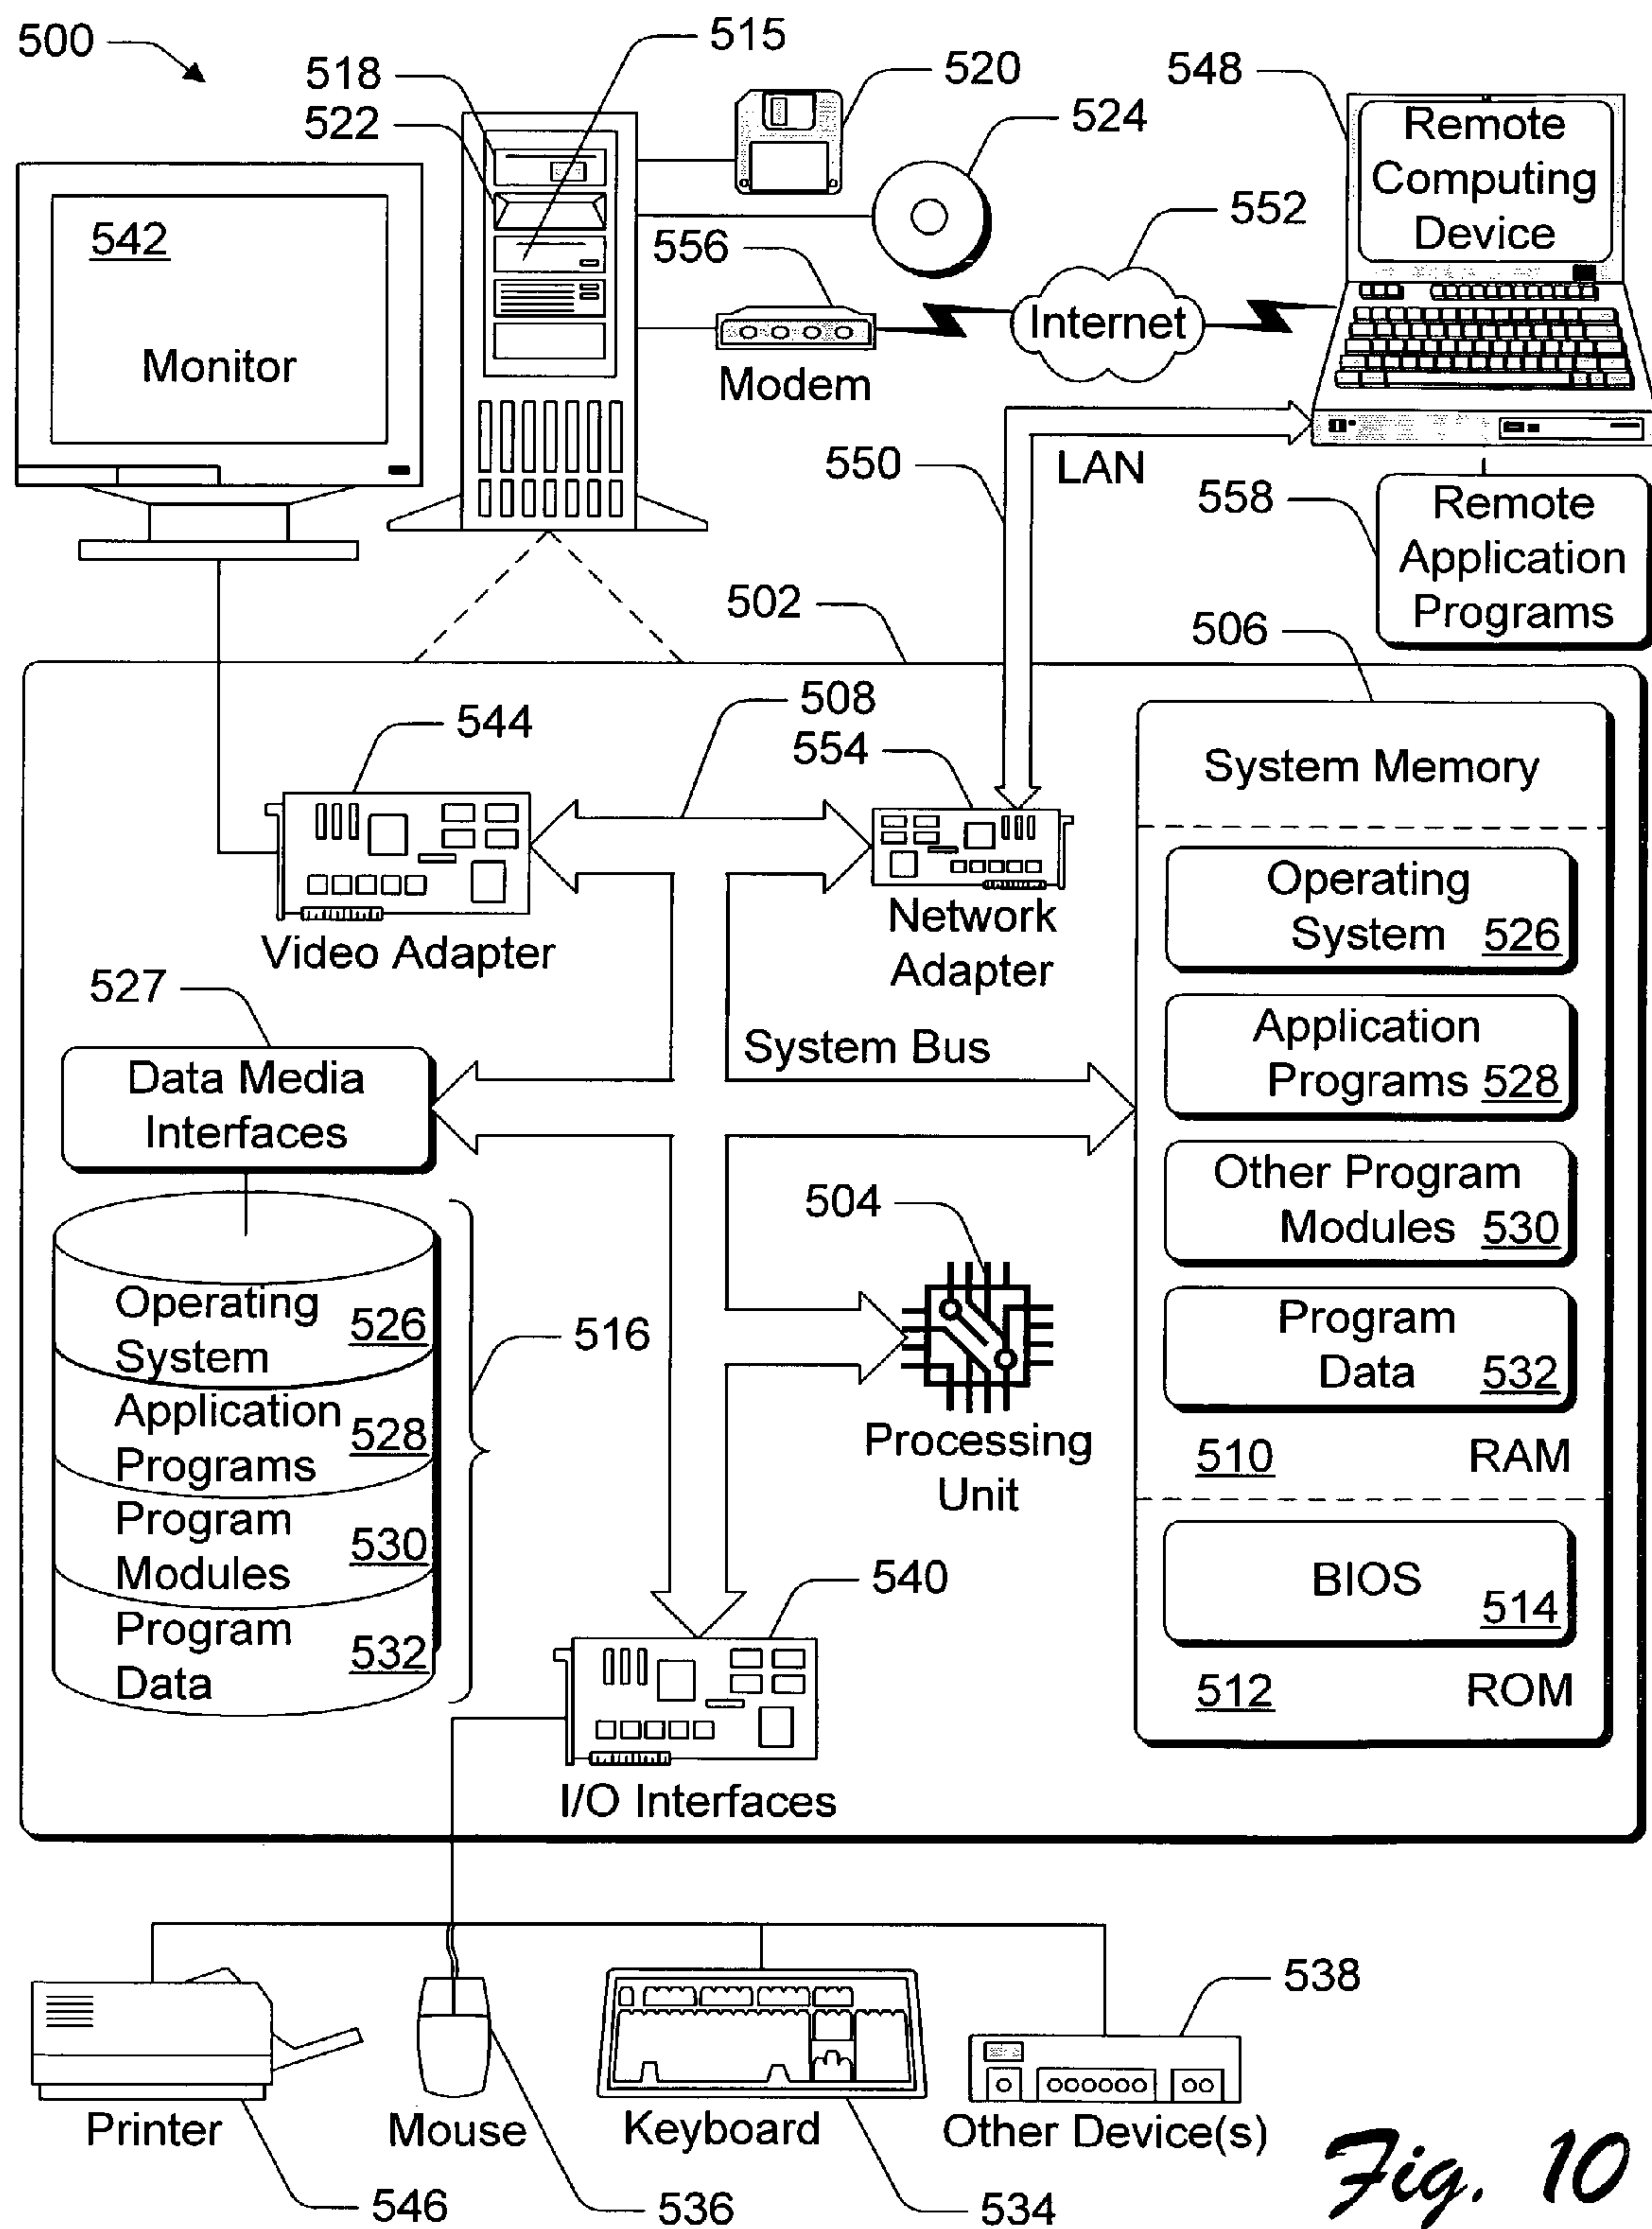 500
515
518
520
548
522
524
Remote
Computing
Device
552
542
556
Internet
Monitor
Modem
550
LAN
558
Remote
Application
Programs
502
506
508
544
554
System Memory
Operating
System 526
Video Adapter
Network
Adapter
527
System Bus
Application
Programs 528
Data Media
Interfaces
Other Program
Modules 530
504
Operating
System 526
516
Program
Data 532
Application
Programs 528
Processing
Unit
510 RAM
Program
Modules 530
540
BIOS
514
Program
Data 532
512 ROM
I/O Interfaces
538
Printer
Mouse
Keyboard
Other Device(s)
546
536
534
Fig. 10